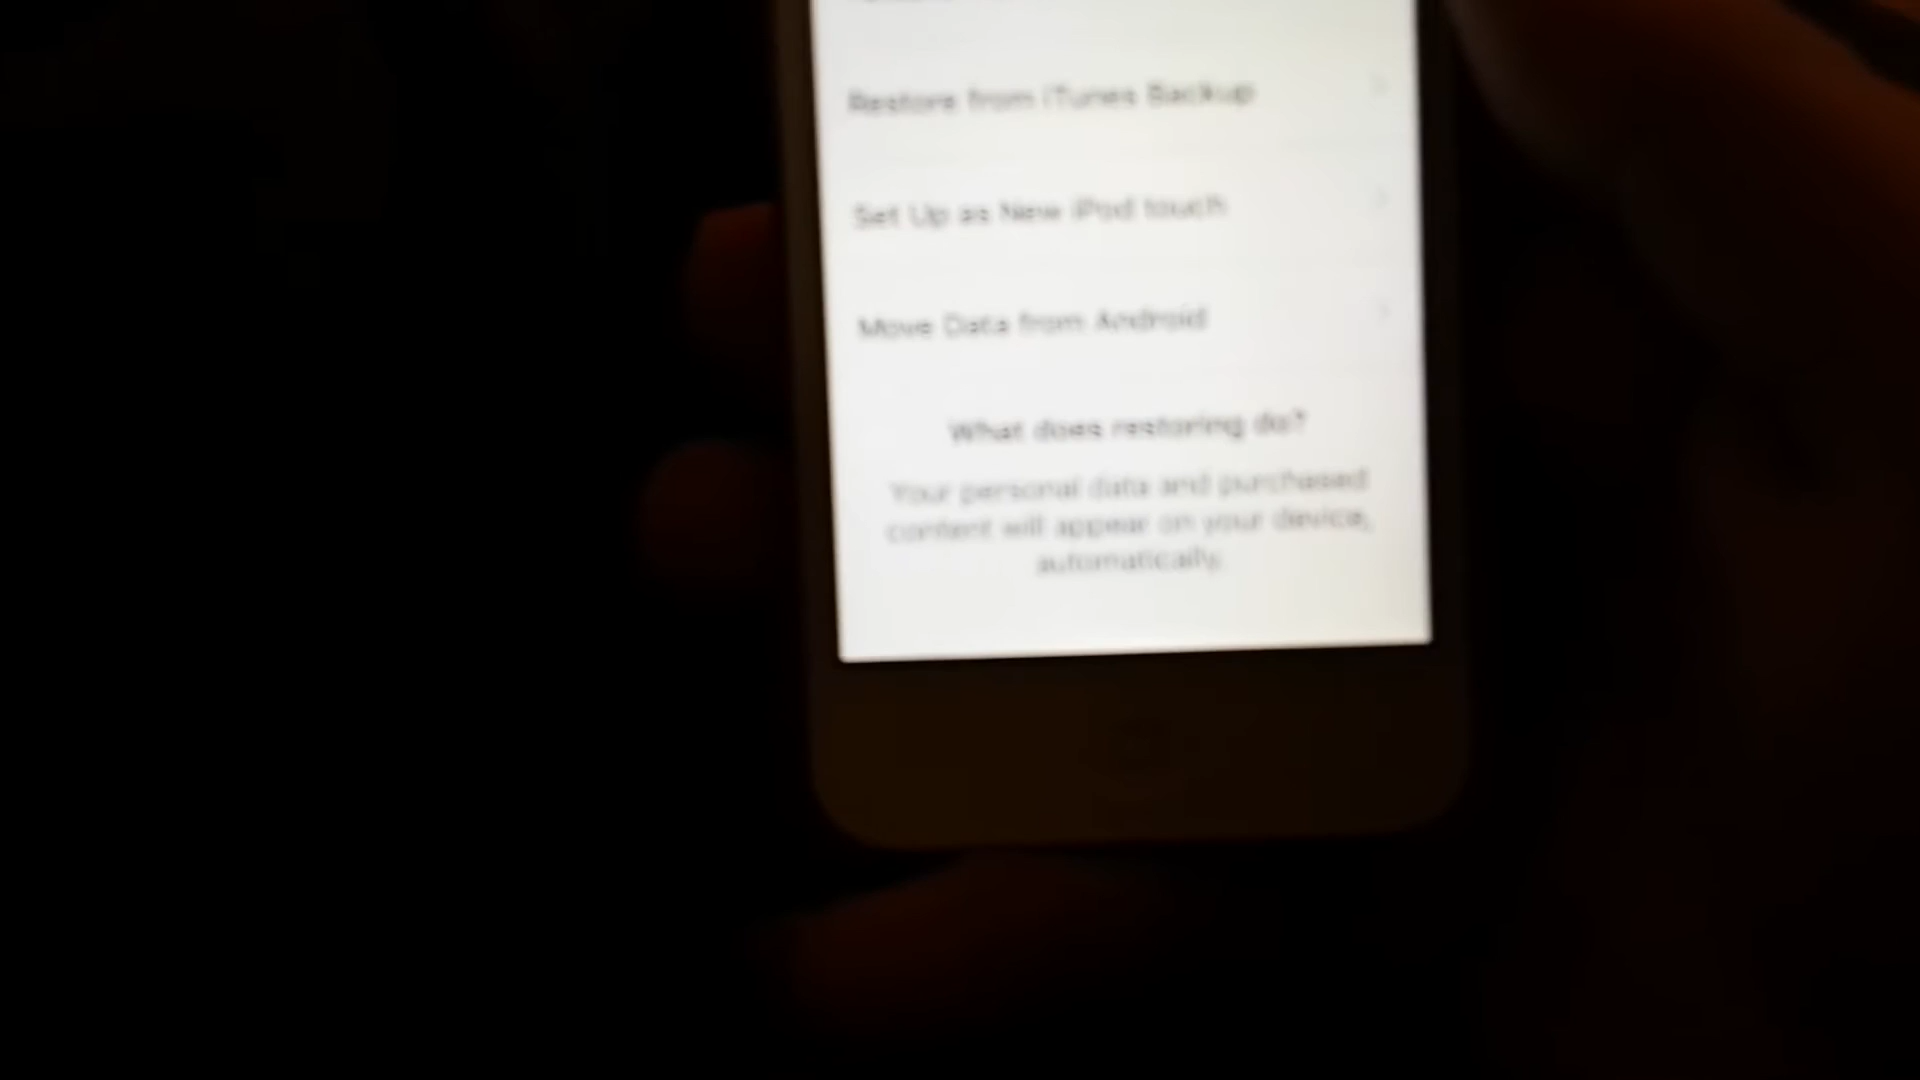 Restore from iTunes Backup
Set Up as New iPod touch
Move Data from Android
What does restoring do?
Your personal data and purchased
content will appear on your device,
automatically.